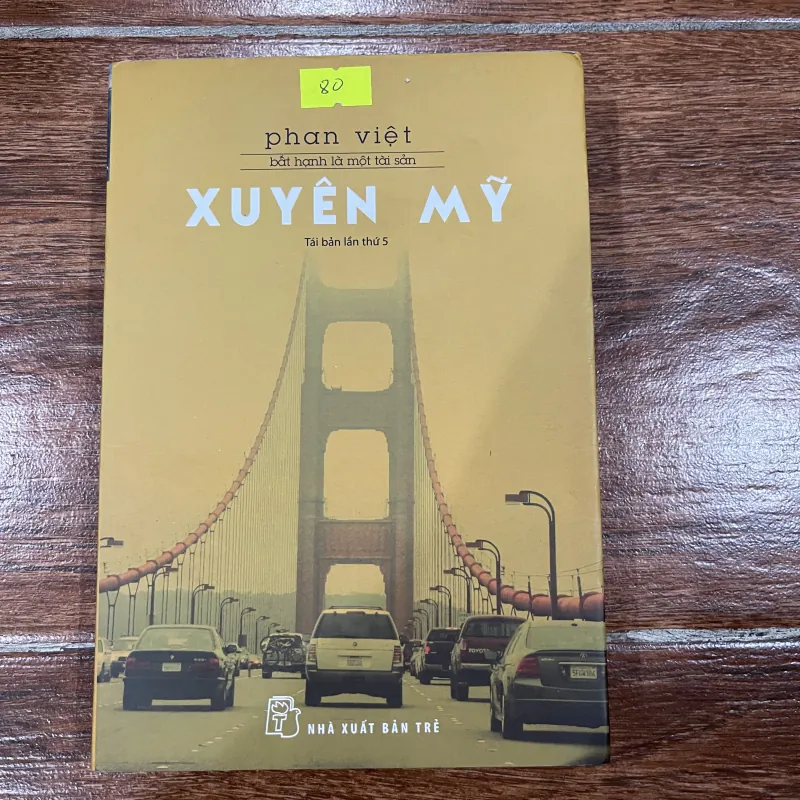 80
phan việt
bất hạnh là một tài sản
XUYÊN MỸ
Tái bản lần thứ 5
TOYOTA
T
NHÀ XUẤT BẢN TRẺ